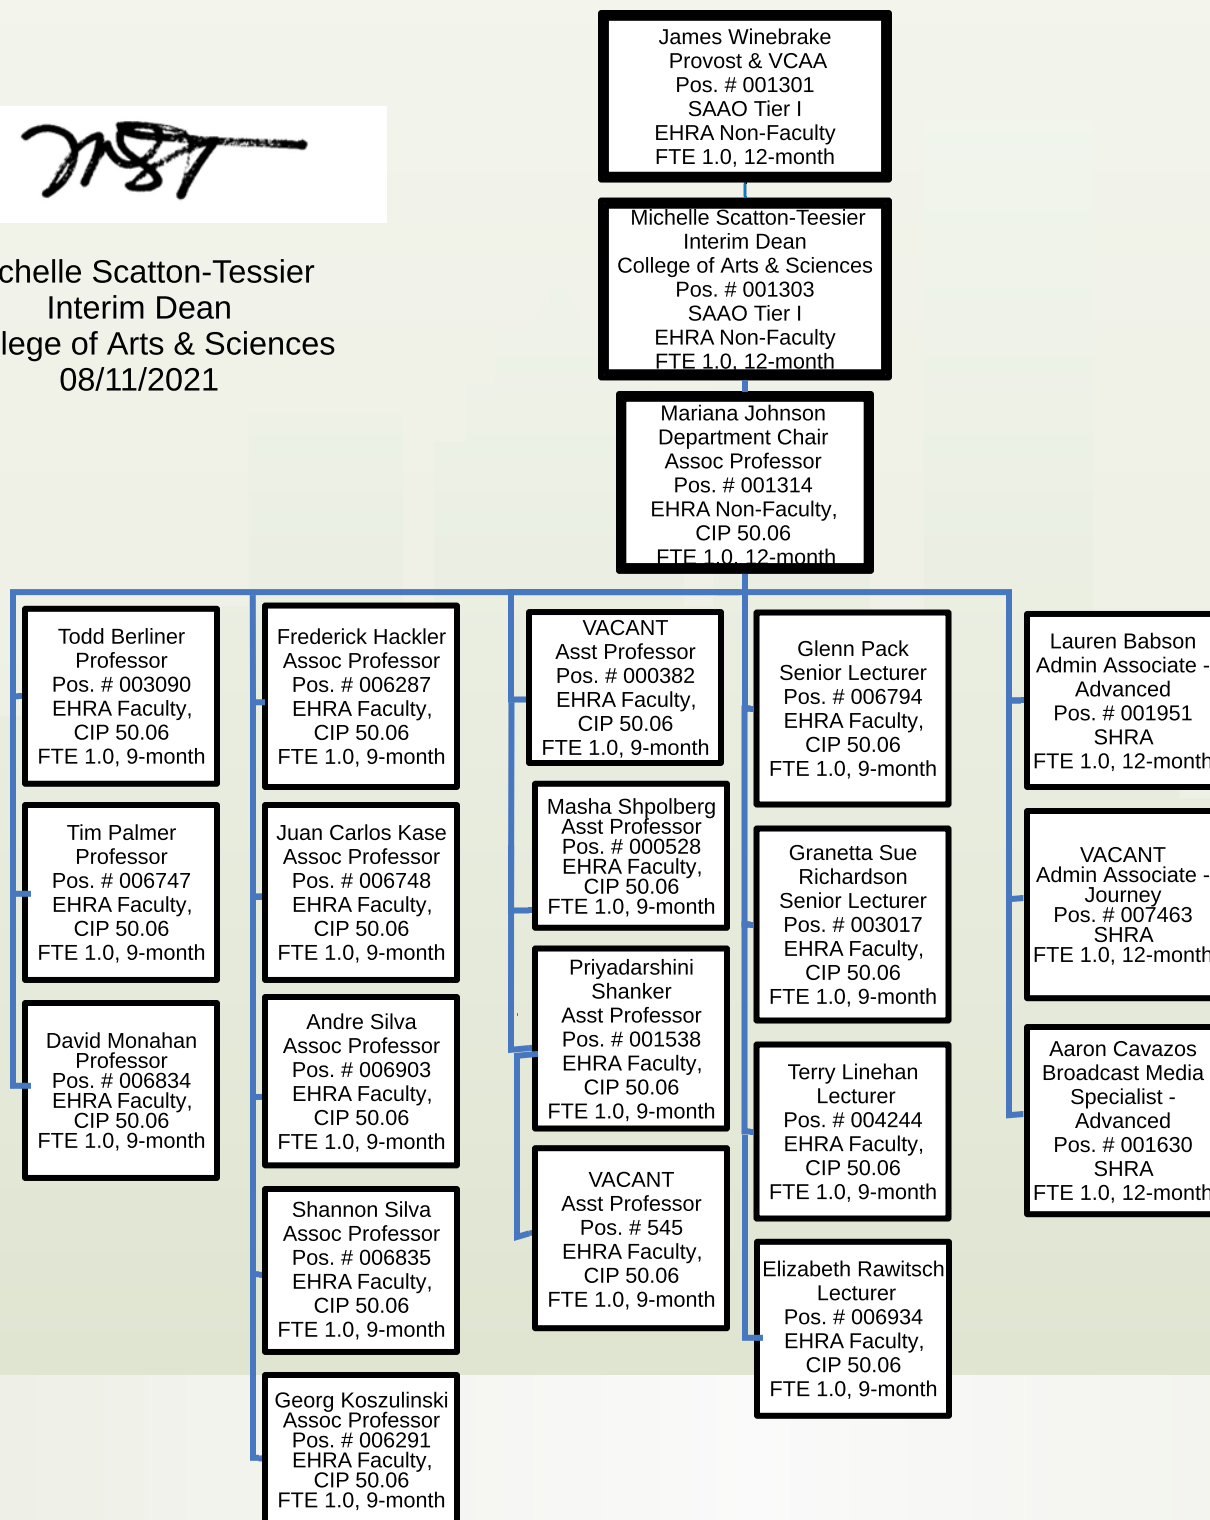 James Winebrake
Provost & VCAA
Pos. # 001301
SAAO Tier I
EHRA Non-Faculty
FTE 1.0, 12-month
chelle Scatton-Tessier
Interim Dean
lege of Arts & Sciences
08/11/2021
Michelle Scatton-Teesier
Interim Dean
College of Arts & Sciences
Pos. # 001303
SAAO Tier I
EHRA Non-Faculty
FTE 1.0, 12-month
Mariana Johnson
Department Chair
Assoc Professor
Pos. # 001314
EHRA Non-Faculty,
CIP 50.06
FTE 1.0, 12-month
Todd Berliner
Professor
Pos. # 003090
EHRA Faculty,
CIP 50.06
FTE 1.0, 9-month
Tim Palmer
Professor
Pos. # 006747
EHRA Faculty,
CIP 50.06
FTE 1.0, 9-month
David Monahan
Professor
Pos. # 006834
EHRA Faculty,
CIP 50.06
FTE 1.0, 9-month
Frederick Hackler
Assoc Professor
Pos. # 006287
EHRA Faculty,
CIP 50.06
FTE 1.0, 9-month
Juan Carlos Kase
Assoc Professor
Pos. # 006748
EHRA Faculty,
CIP 50.06
FTE 1.0, 9-month
Andre Silva
Assoc Professor
Pos. # 006903
EHRA Faculty,
CIP 50.06
FTE 1.0, 9-month
Shannon Silva
Assoc Professor
Pos. # 006835
EHRA Faculty,
CIP 50.06
FTE 1.0, 9-month
Georg Koszulinski
Assoc Professor
Pos. # 006291
EHRA Faculty,
CIP 50.06
FTE 1.0, 9-month
VACANT
Asst Professor
Pos. # 000382
EHRA Faculty,
CIP 50.06
FTE 1.0, 9-month
Masha Shpolberg
Asst Professor
Pos. # 000528
EHRA Faculty,
CIP 50.06
FTE 1.0, 9-month
Priyadarshini
Shanker
Asst Professor
Pos. # 001538
EHRA Faculty,
CIP 50.06
FTE 1.0, 9-month
VACANT
Asst Professor
Pos. # 545
EHRA Faculty,
CIP 50.06
FTE 1.0, 9-month
Glenn Pack
Senior Lecturer
Pos. # 006794
EHRA Faculty,
CIP 50.06
FTE 1.0, 9-month
Granetta Sue
Richardson
Senior Lecturer
Pos. # 003017
EHRA Faculty,
CIP 50.06
FTE 1.0, 9-month
Terry Linehan
Lecturer
Pos. # 004244
EHRA Faculty,
CIP 50.06
FTE 1.0, 9-month
Elizabeth Rawitsch
Lecturer
Pos. # 006934
EHRA Faculty,
CIP 50.06
FTE 1.0, 9-month
Lauren Babson
Admin Associate -
Advanced
Pos. # 001951
SHRA
FTE 1.0, 12-month
VACANT
Admin Associate -
Journey
Pos. # 007463
SHRA
FTE 1.0, 12-month
Aaron Cavazos
Broadcast Media
Specialist -
Advanced
Pos. # 001630
SHRA
FTE 1.0, 12-month